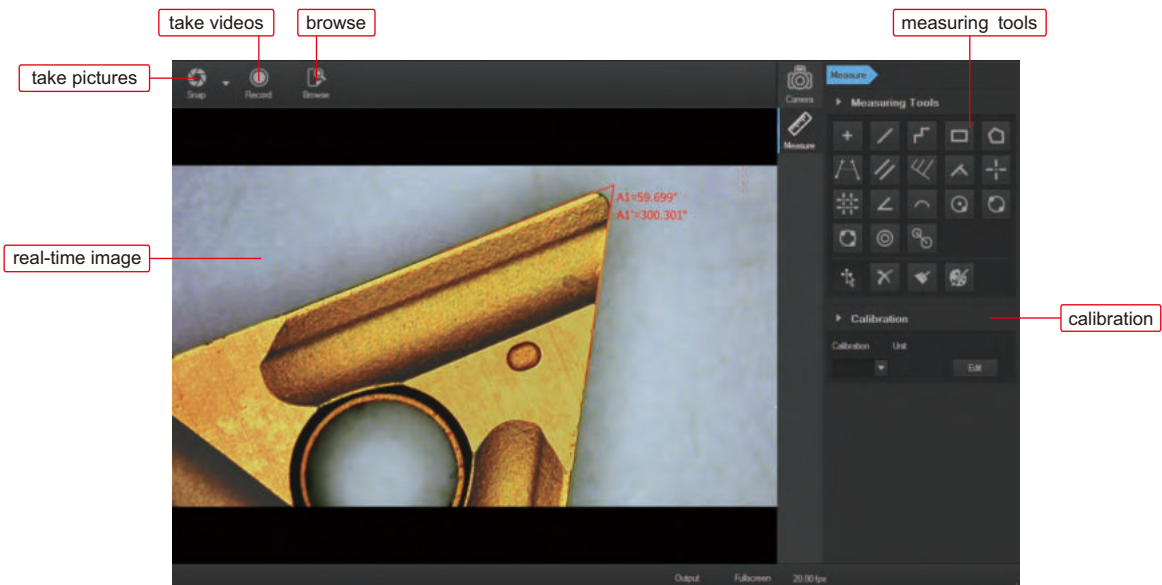 take videos
browse
measuring tools
take pictures
Snap
Record
Browse
Camera
Measure
Measure
Measuring Tools
A1=59.699°
A1'=300.301°
real-time image
Calibration
calibration
Calibration Unit
Edit
Output Fullscreen 20.00 fps